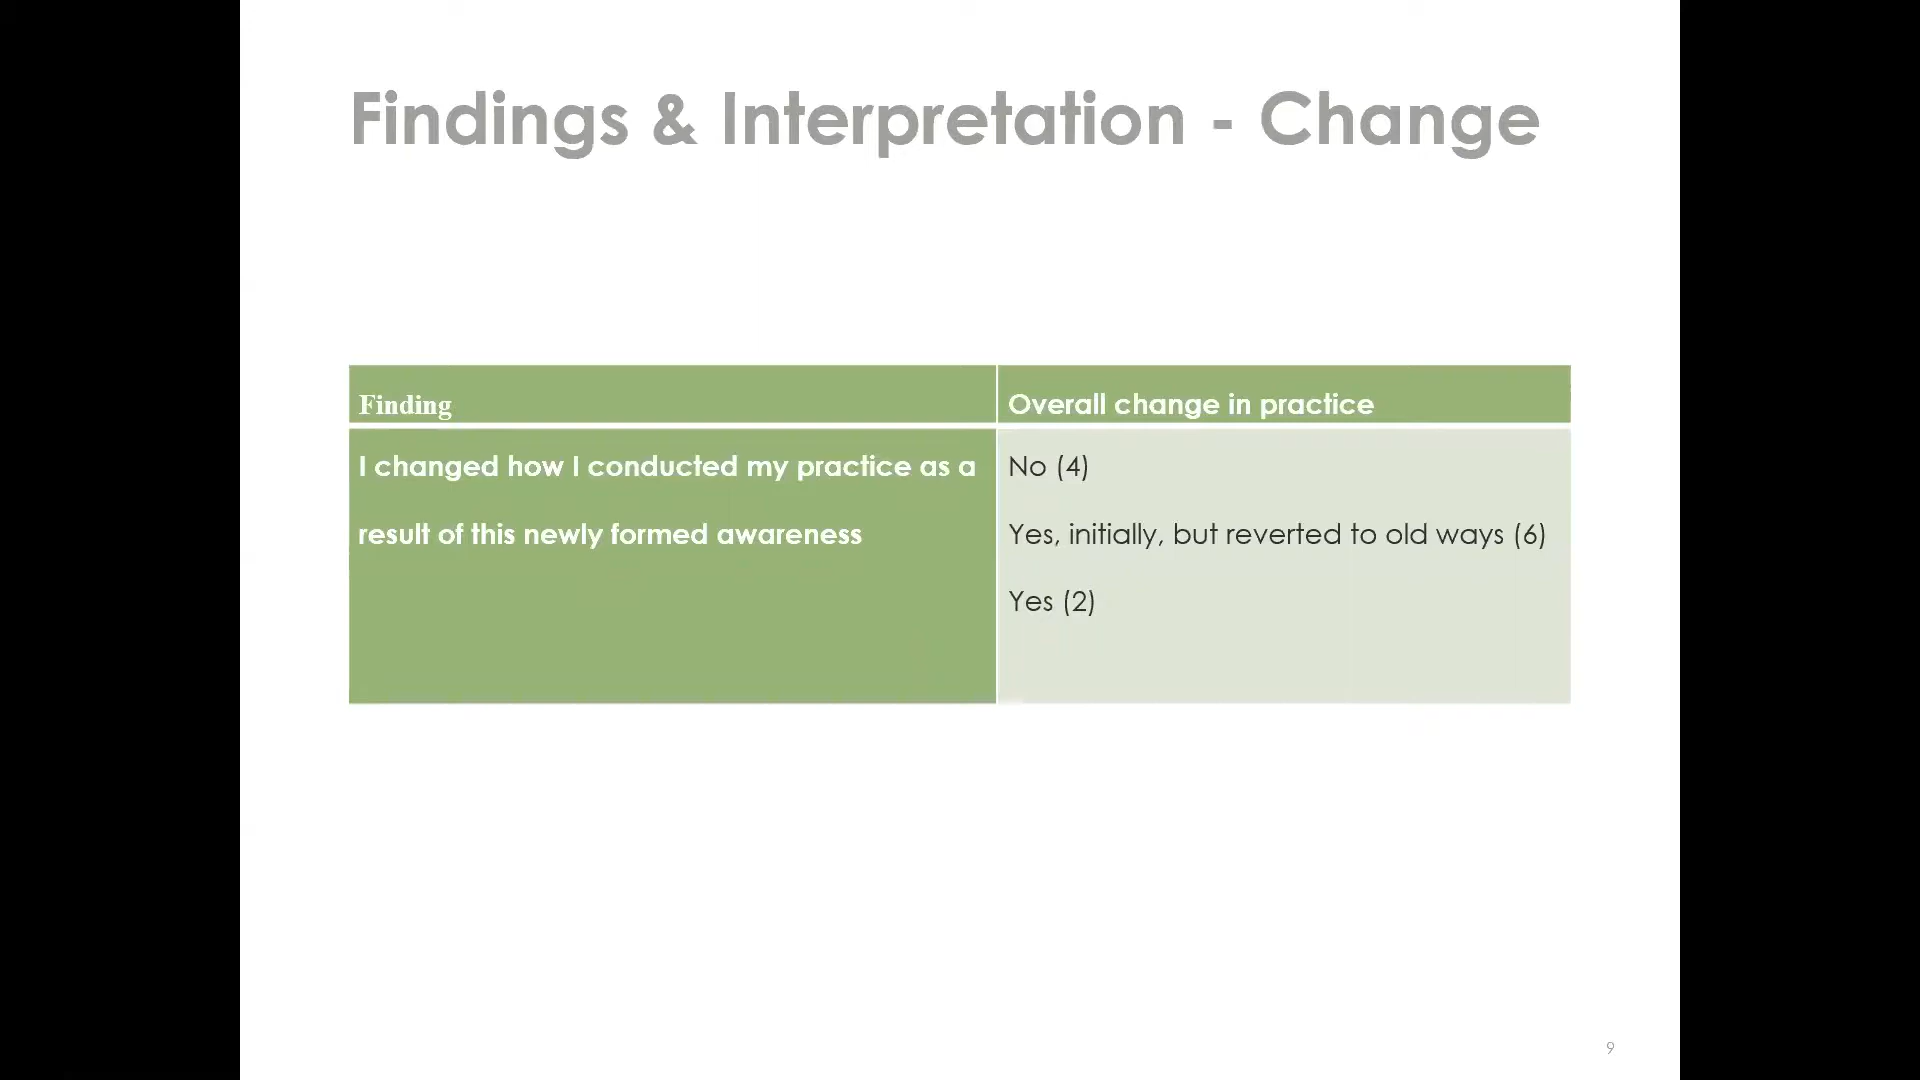 Findings & Interpretation - Change
Finding
Overall change in practice
I changed how I conducted my practice as a
result of this newly formed awareness
No (4)
Yes, initially, but reverted to old ways (6)
Yes (2)
9